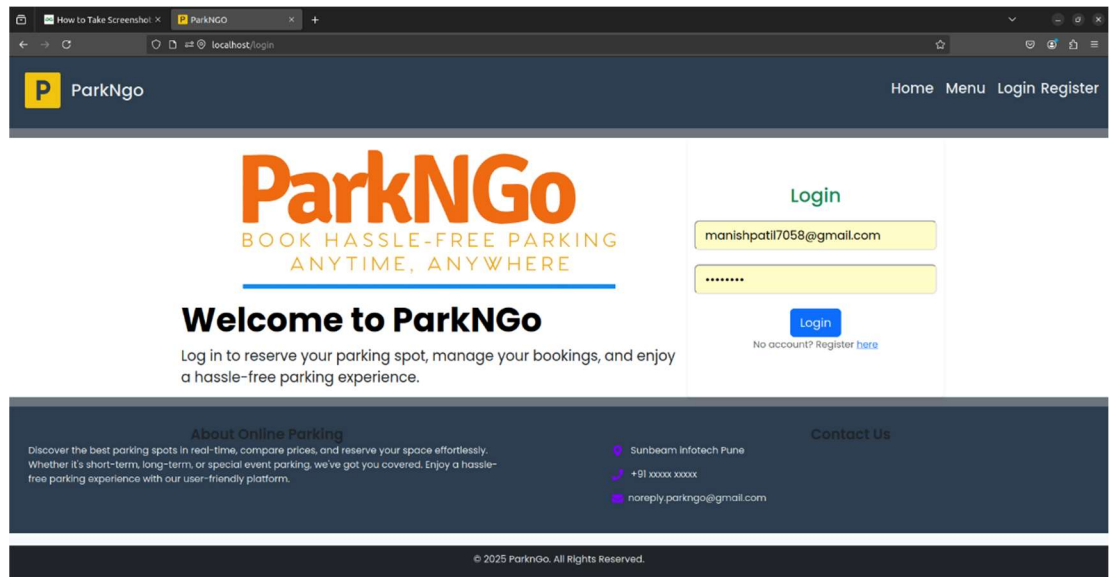 How to Take Screenshot
P ParkNGO
localhost/login
P ParkNgo
Home Menu Login Register
ParkNGo
BOOK HASSLE-FREE PARKING
ANYTIME, ANYWHERE
Welcome to ParkNGo
Log in to reserve your parking spot, manage your bookings, and enjoy
a hassle-free parking experience.
Login
manishpatil7058@gmail.com
••••••••
Login
No account? Register here
About Online Parking
Discover the best parking spots in real-time, compare prices, and reserve your space effortlessly.
Whether it's short-term, long-term, or special event parking, we've got you covered. Enjoy a hassle-
free parking experience with our user-friendly platform.
Contact Us
Sunbeam Infotech Pune
+91 xxxxx xxxxx
noreply.parkngo@gmail.com
© 2025 ParknGo. All Rights Reserved.